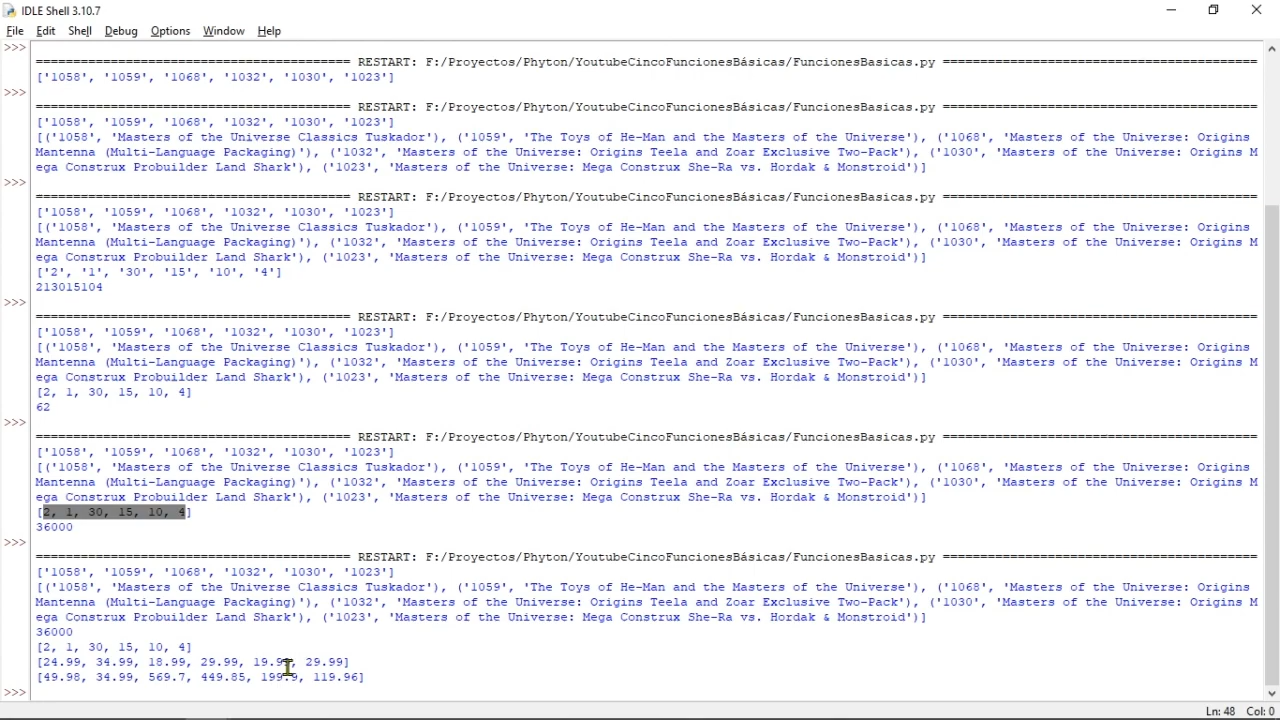 IDLE Shell 3.10.7
File Edit Shell Debug Options Window Help
>>>
========================================== RESTART: F:/Proyectos/Phyton/YoutubeCincoFuncionesBásicas/FuncionesBasicas.py ==========================================
['1058', '1059', '1068', '1032', '1030', '1023']
>>>
========================================== RESTART: F:/Proyectos/Phyton/YoutubeCincoFuncionesBásicas/FuncionesBasicas.py ==========================================
['1058', '1059', '1068', '1032', '1030', '1023']
[('1058', 'Masters of the Universe Classics Tuskador'), ('1059', 'The Toys of He-Man and the Masters of the Universe'), ('1068', 'Masters of the Universe: Origins
Mantenna (Multi-Language Packaging)'), ('1032', 'Masters of the Universe: Origins Teela and Zoar Exclusive Two-Pack'), ('1030', 'Masters of the Universe: Origins M
ega Construx Probuilder Land Shark'), ('1023', 'Masters of the Universe: Mega Construx She-Ra vs. Hordak & Monstroid')]
>>>
========================================== RESTART: F:/Proyectos/Phyton/YoutubeCincoFuncionesBásicas/FuncionesBasicas.py ==========================================
['1058', '1059', '1068', '1032', '1030', '1023']
[('1058', 'Masters of the Universe Classics Tuskador'), ('1059', 'The Toys of He-Man and the Masters of the Universe'), ('1068', 'Masters of the Universe: Origins
Mantenna (Multi-Language Packaging)'), ('1032', 'Masters of the Universe: Origins Teela and Zoar Exclusive Two-Pack'), ('1030', 'Masters of the Universe: Origins M
ega Construx Probuilder Land Shark'), ('1023', 'Masters of the Universe: Mega Construx She-Ra vs. Hordak & Monstroid')]
['2', '1', '30', '15', '10', '4']
213015104
>>>
========================================== RESTART: F:/Proyectos/Phyton/YoutubeCincoFuncionesBásicas/FuncionesBasicas.py ==========================================
['1058', '1059', '1068', '1032', '1030', '1023']
[('1058', 'Masters of the Universe Classics Tuskador'), ('1059', 'The Toys of He-Man and the Masters of the Universe'), ('1068', 'Masters of the Universe: Origins
Mantenna (Multi-Language Packaging)'), ('1032', 'Masters of the Universe: Origins Teela and Zoar Exclusive Two-Pack'), ('1030', 'Masters of the Universe: Origins M
ega Construx Probuilder Land Shark'), ('1023', 'Masters of the Universe: Mega Construx She-Ra vs. Hordak & Monstroid')]
[2, 1, 30, 15, 10, 4]
62
>>>
========================================== RESTART: F:/Proyectos/Phyton/YoutubeCincoFuncionesBásicas/FuncionesBasicas.py ==========================================
['1058', '1059', '1068', '1032', '1030', '1023']
[('1058', 'Masters of the Universe Classics Tuskador'), ('1059', 'The Toys of He-Man and the Masters of the Universe'), ('1068', 'Masters of the Universe: Origins
Mantenna (Multi-Language Packaging)'), ('1032', 'Masters of the Universe: Origins Teela and Zoar Exclusive Two-Pack'), ('1030', 'Masters of the Universe: Origins M
ega Construx Probuilder Land Shark'), ('1023', 'Masters of the Universe: Mega Construx She-Ra vs. Hordak & Monstroid')]
[2, 1, 30, 15, 10, 4]
36000
>>>
========================================== RESTART: F:/Proyectos/Phyton/YoutubeCincoFuncionesBásicas/FuncionesBasicas.py ==========================================
['1058', '1059', '1068', '1032', '1030', '1023']
[('1058', 'Masters of the Universe Classics Tuskador'), ('1059', 'The Toys of He-Man and the Masters of the Universe'), ('1068', 'Masters of the Universe: Origins
Mantenna (Multi-Language Packaging)'), ('1032', 'Masters of the Universe: Origins Teela and Zoar Exclusive Two-Pack'), ('1030', 'Masters of the Universe: Origins M
ega Construx Probuilder Land Shark'), ('1023', 'Masters of the Universe: Mega Construx She-Ra vs. Hordak & Monstroid')]
36000
[2, 1, 30, 15, 10, 4]
[24.99, 34.99, 18.99, 29.99, 19.99, 29.99]
[49.98, 34.99, 569.7, 449.85, 199.9, 119.96]
>>>
Ln: 48 Col: 0